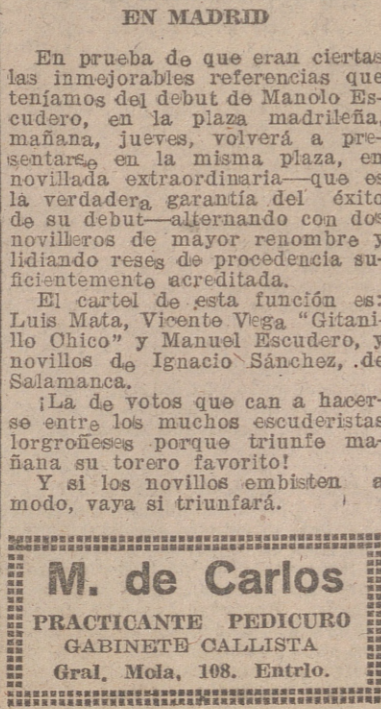 EN MADRID
En prueba de que eran ciertas
las inmejorables referencias que
teníamos del debut de Manolo Es-
cudero, en la plaza madrileña,
mañana, jueves, volverá a pre-
sentarse en la misma plaza, en
novillada extraordinaria—que es
la verdadera garantía del éxito
de su debut—alternando con dos
novilleros de mayor renombre y
lidiando reses de procedencia su-
ficientemente acreditada.
El cartel de esta función es:
Luis Mata, Vicente Vega "Gitani-
llo Chico" y Manuel Escudero, y
novillos de Ignacio Sánchez, .de
Salamanca.
¡La de votos que can a hacer-
se entre los muchos escuderistas
lorgroñeses porque triunfe ma-
ñana su torero favorito!
Y si los novillos embisten a
modo, vaya si triunfará.
M. de Carlos
PRACTICANTE PEDICURO
GABINETE CALLISTA
Gral. Mola, 108. Entrlo.